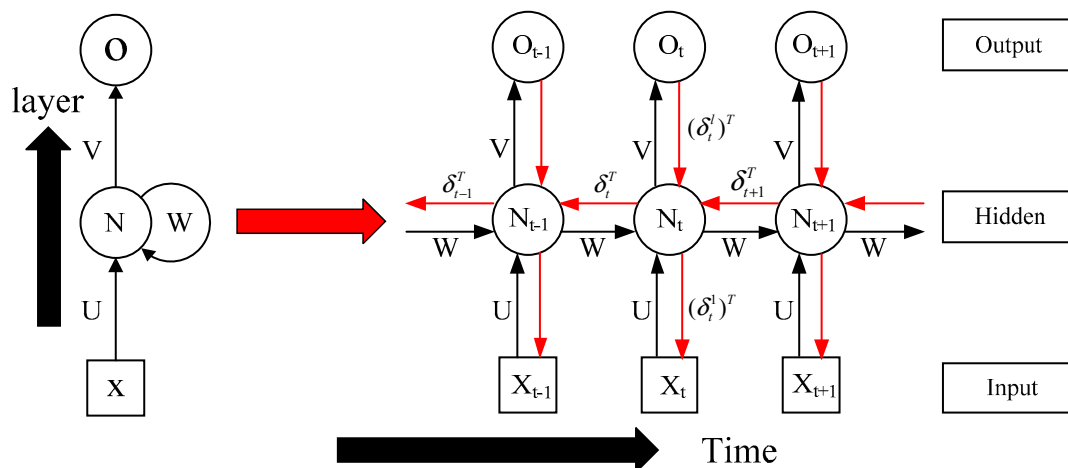 O O_{t-1} O_t O_{t+1} Output
layer
(δ_t^l)^T
V V V V
δ_{t-1}^T δ_t^T δ_{t+1}^T
N W N_{t-1} N_t N_{t+1} Hidden
W W W W
U U U U (δ_t^1)^T
x X_{t-1} X_t X_{t+1} Input
Time